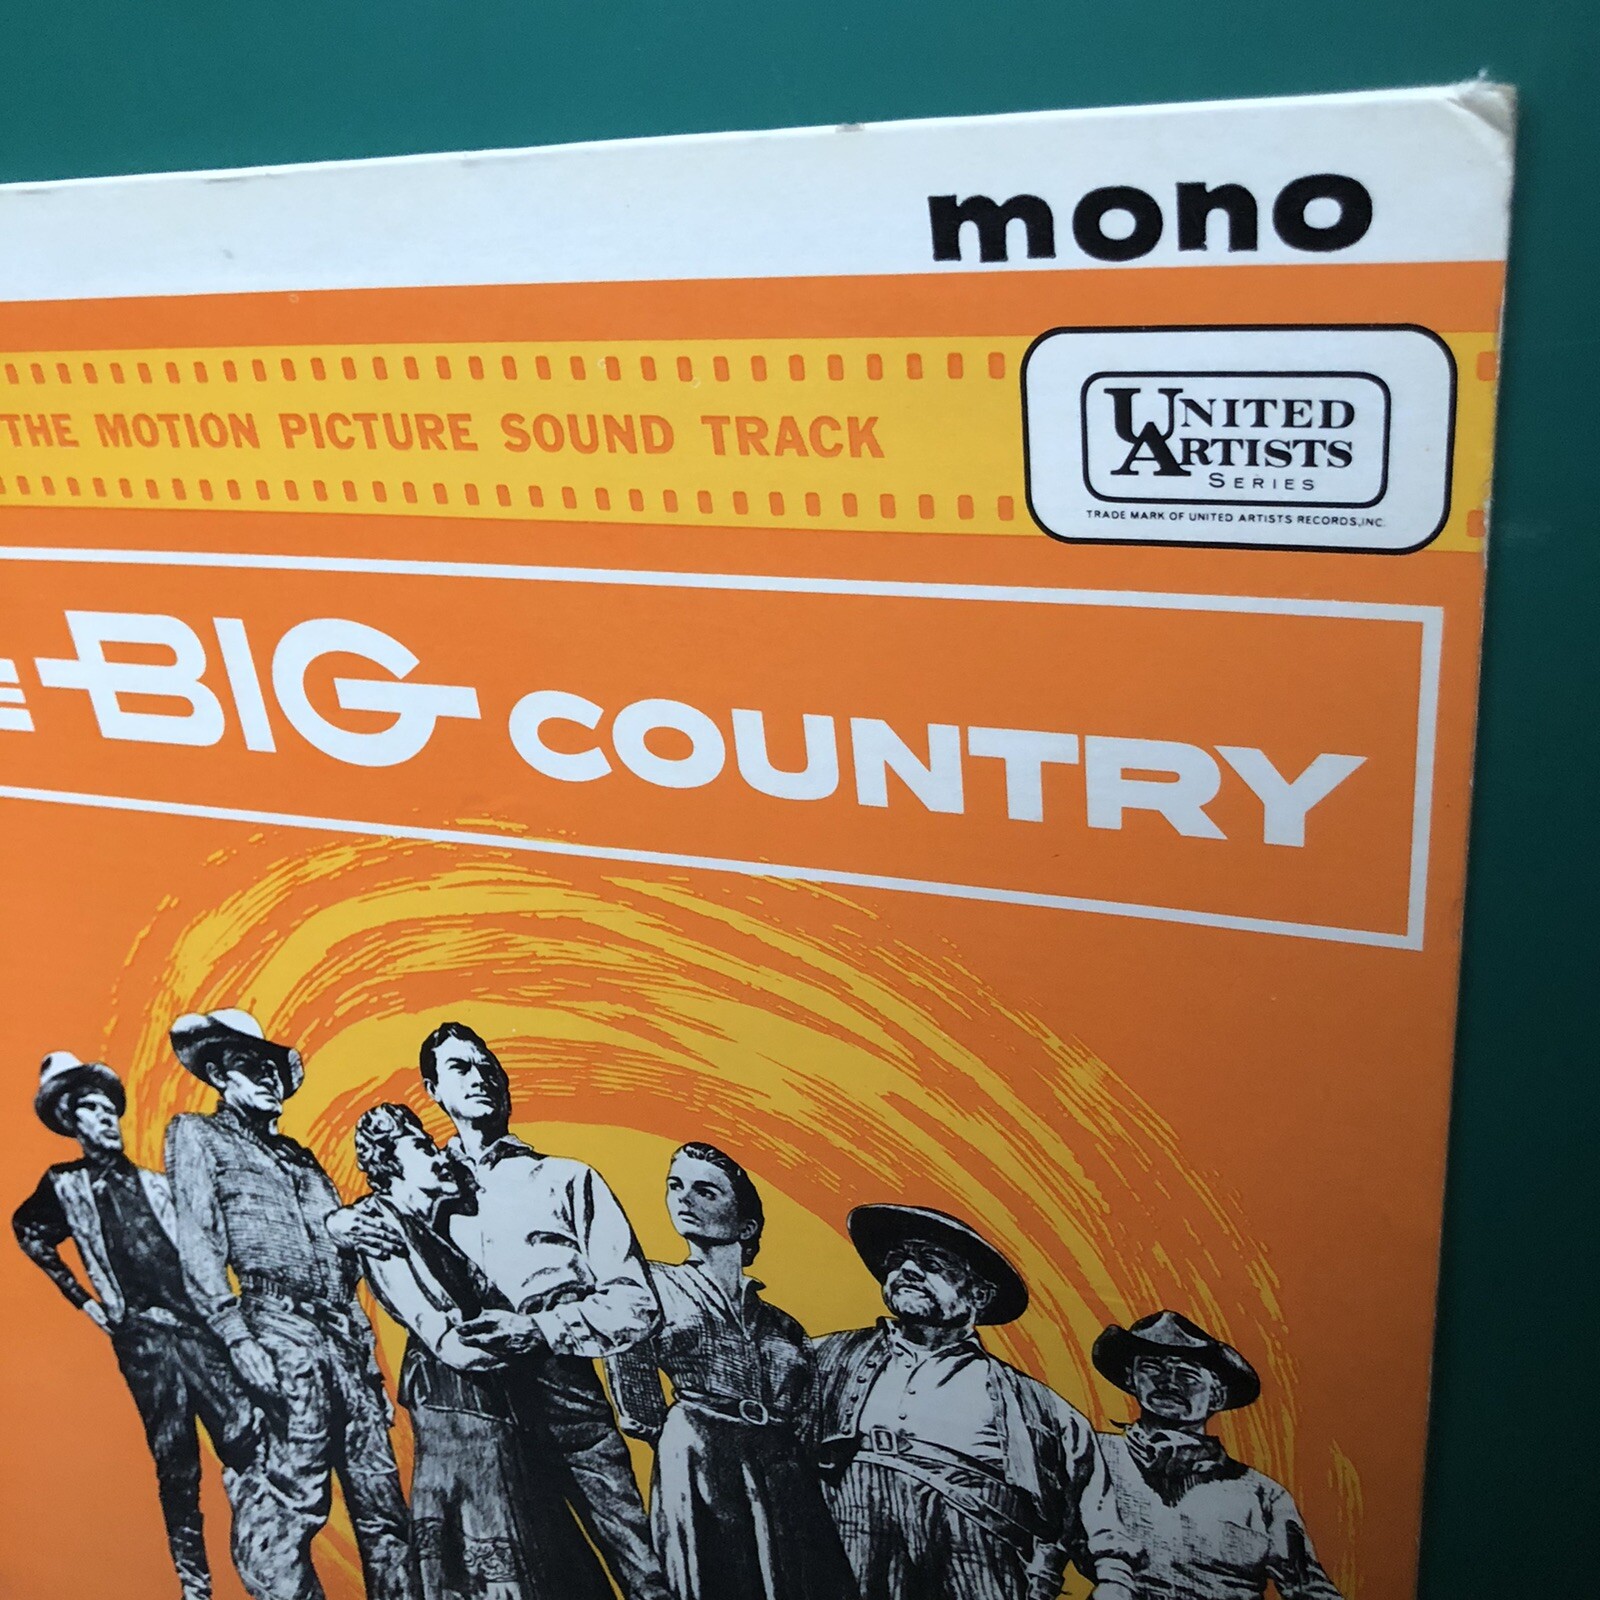 mono
THE MOTION PICTURE SOUND TRACK
UNITED
ARTISTS
SERIES
TRADE MARK OF UNITED ARTISTS RECORDS, INC.
BIG COUNTRY